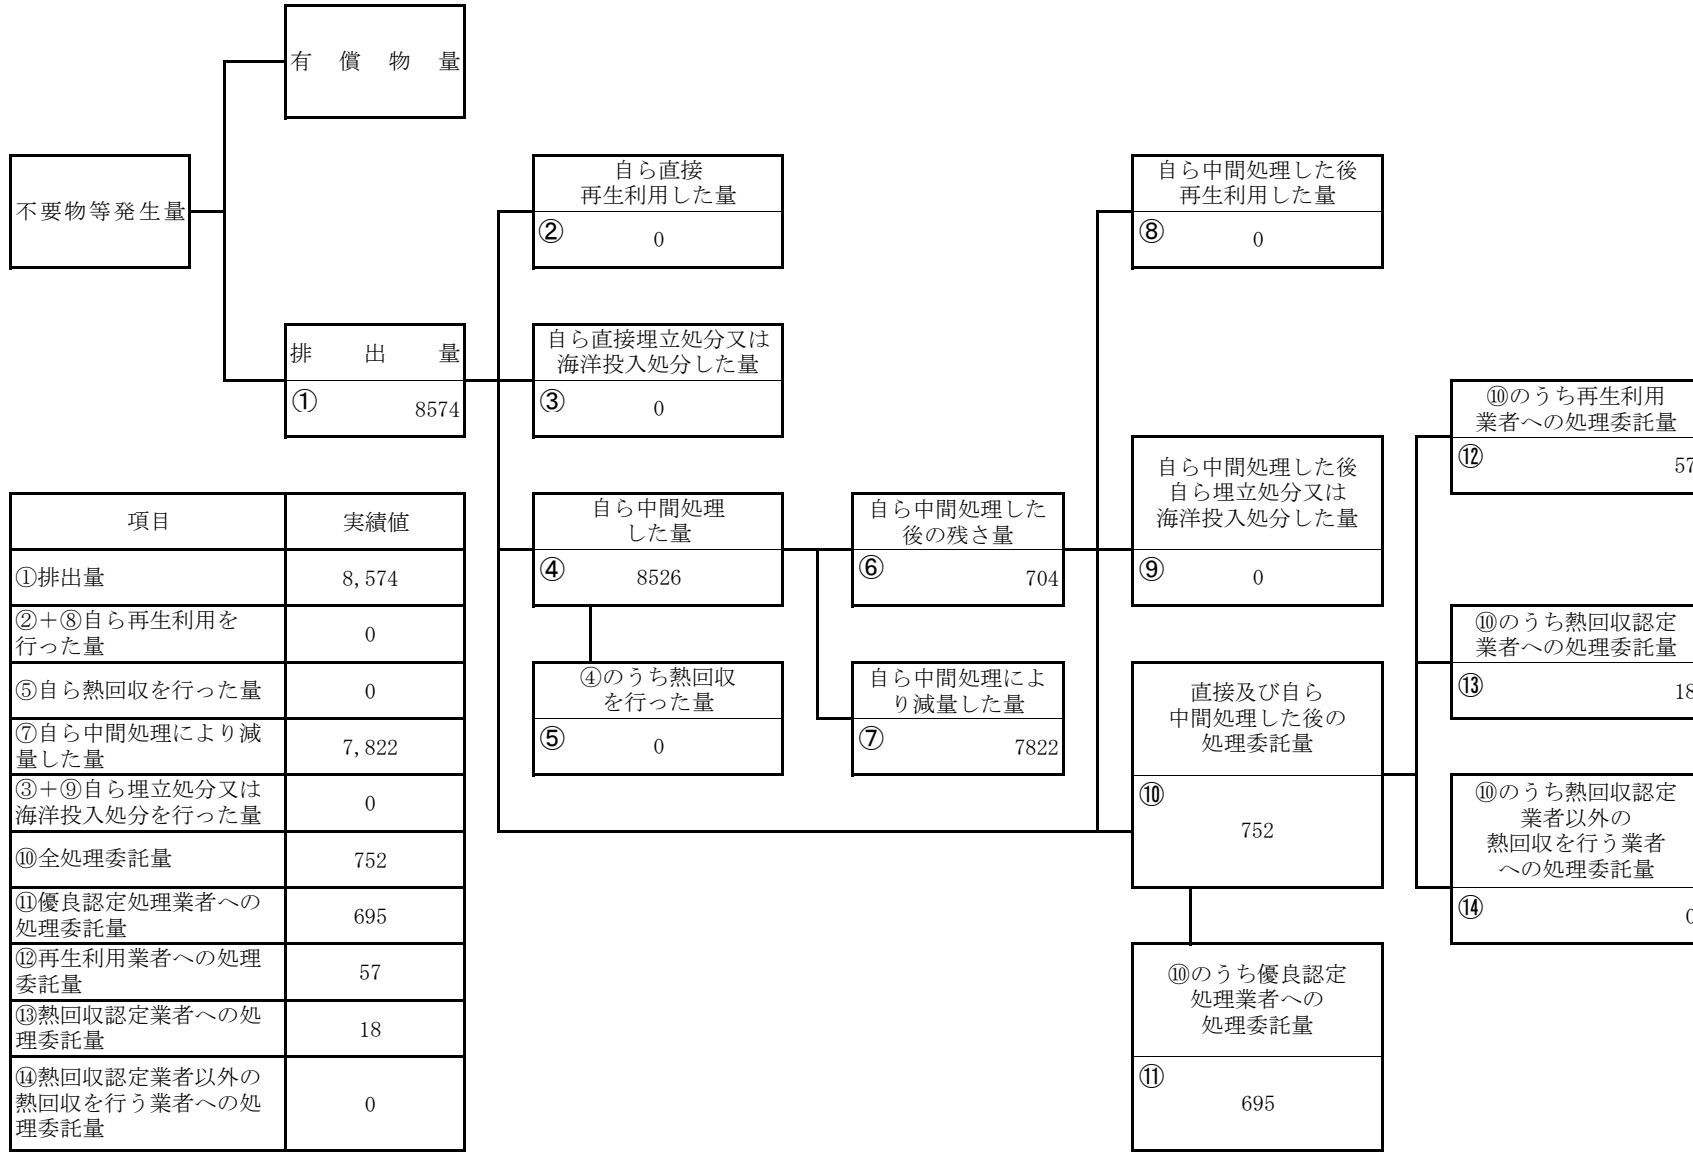 有償物量
不要物等発生量
自ら直接
再生利用した量
② 0
自ら中間処理した後
再生利用した量
⑧ 0
排出量
① 8574
自ら直接埋立処分又は
海洋投入処分した量
③ 0
⑩のうち再生利用
業者への処理委託量
⑫ 57
自ら中間処理した後
自ら埋立処分又は
海洋投入処分した量
⑨ 0
自ら中間処理
した量
④ 8526
自ら中間処理した
後の残さ量
⑥ 704
④のうち熱回収
を行った量
⑤ 0
自ら中間処理によ
り減量した量
⑦ 7822
直接及び自ら
中間処理した後の
処理委託量
⑩
752
⑩のうち熱回収認定
業者への処理委託量
⑬ 18
⑩のうち熱回収認定
業者以外の
熱回収を行う業者
への処理委託量
⑭ 0
⑩のうち優良認定
処理業者への
処理委託量
⑪
695
項目 実績値
①排出量 8,574
②＋⑧自ら再生利用を
行った量 0
⑤自ら熱回収を行った量 0
⑦自ら中間処理により減
量した量 7,822
③＋⑨自ら埋立処分又は
海洋投入処分を行った量 0
⑩全処理委託量 752
⑪優良認定処理業者への
処理委託量 695
⑫再生利用業者への処理
委託量 57
⑬熱回収認定業者への処
理委託量 18
⑭熱回収認定業者以外の
熱回収を行う業者への処
理委託量 0